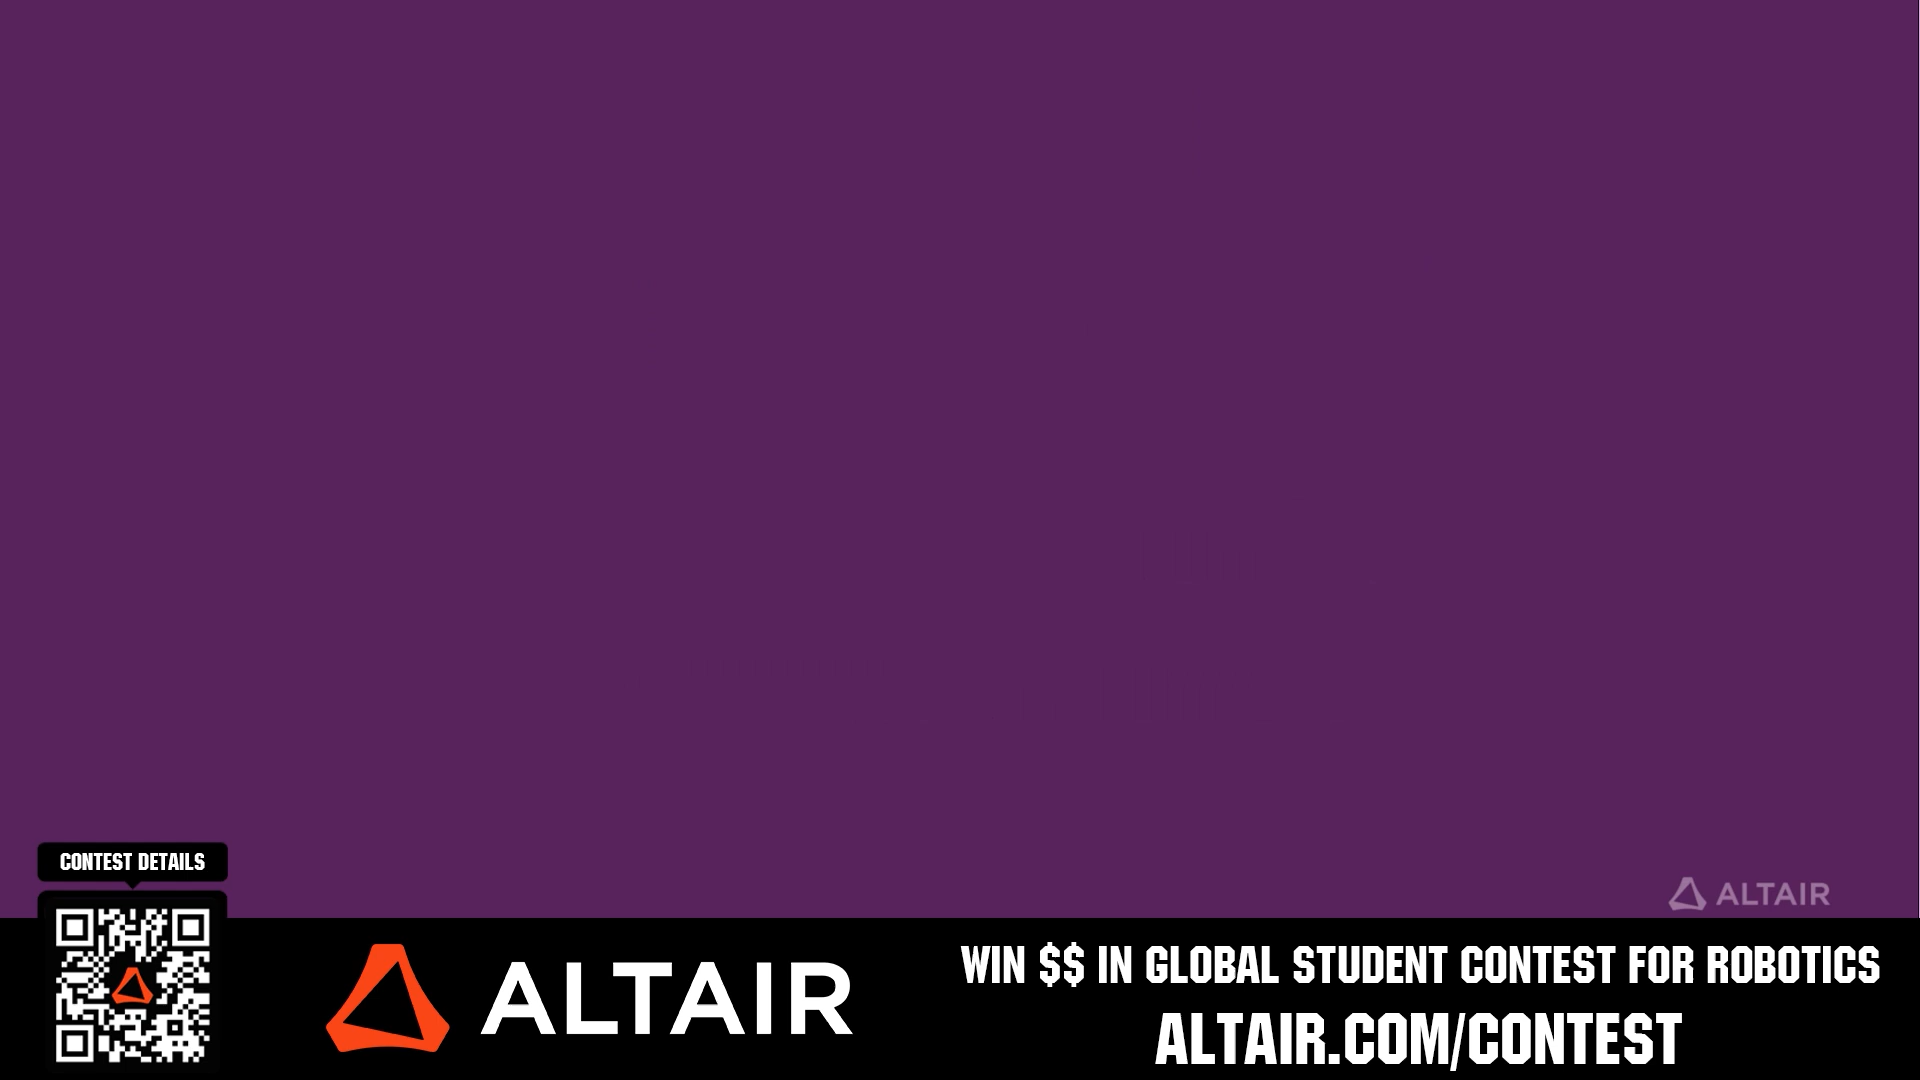 CONTEST DETAILS
ALTAIR
ALTAIR
WIN $$ IN GLOBAL STUDENT CONTEST FOR ROBOTICS
ALTAIR.COM/CONTEST